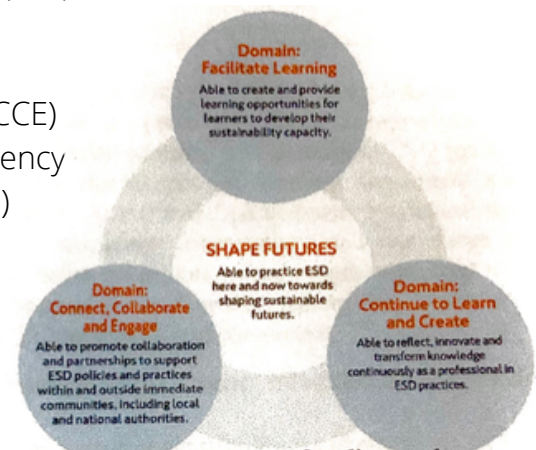 Domain:
Facilitate Learning
Able to create and provide
learning opportunities for
learners to develop their
sustainability capacity.
CCE)
ency
)
SHAPE FUTURES
Able to practice ESD
here and now towards
shaping sustainable
futures.
Domain:
Connect, Collaborate
and Engage
Able to promote collaboration
and partnerships to support
ESD policies and practices
within and outside immediate
communities, including local
and national authorities.
Domain:
Continue to Learn
and Create
Able to reflect, innovate and
transform knowledge
continuously as a professional in
ESD practices.